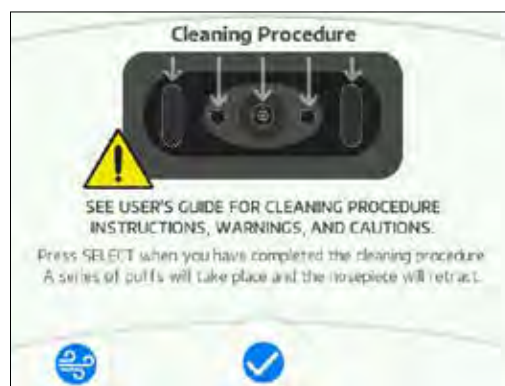 Cleaning Procedure
SEE USER'S GUIDE FOR CLEANING PROCEDURE
INSTRUCTIONS, WARNINGS, AND CAUTIONS.
Press SELECT when you have completed the cleaning procedure
A series of puffs will take place and the nosepiece will retract.